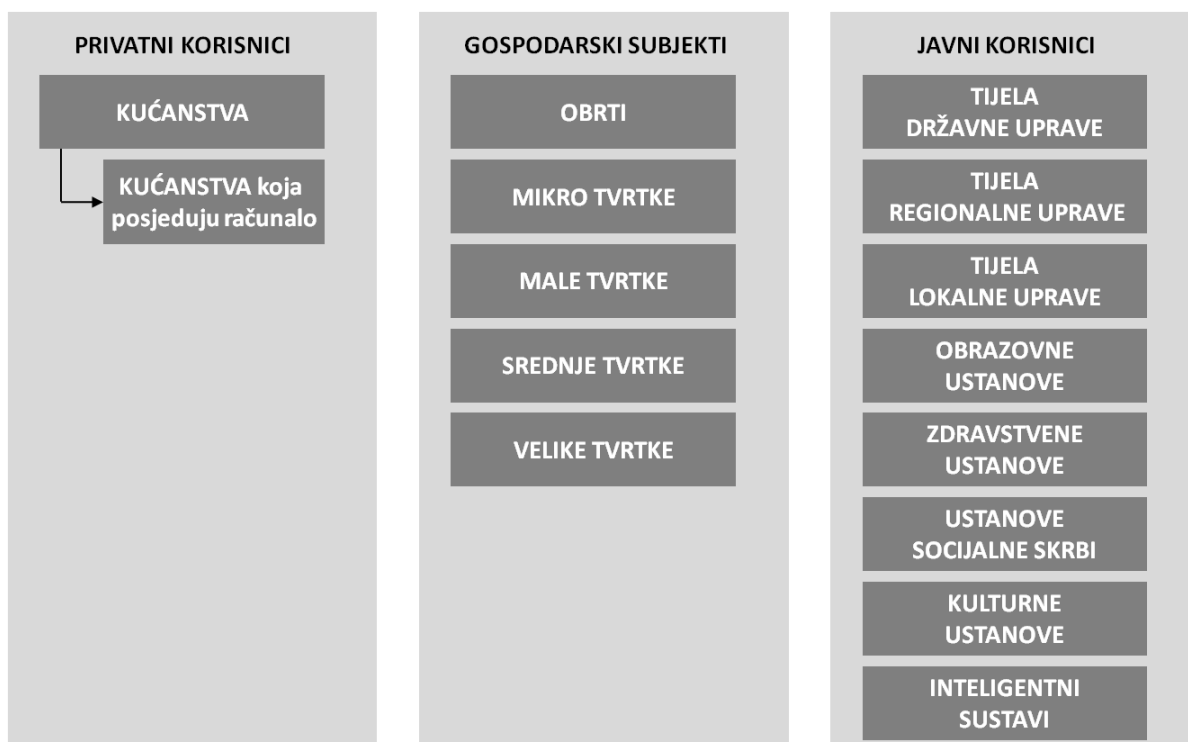 PRIVATNI KORISNICI
KUĆANSTVA
KUĆANSTVA koja
posjeduju računalo
GOSPODARSKI SUBJEKTI
OBRTI
MIKRO TVRTKE
MALE TVRTKE
SREDNJE TVRTKE
VELIKE TVRTKE
JAVNI KORISNICI
TIJELA
DRŽAVNE UPRAVE
TIJELA
REGIONALNE UPRAVE
TIJELA
LOKALNE UPRAVE
OBRAZOVNE
USTANOVE
ZDRAVSTVENE
USTANOVE
USTANOVE
SOCIJALNE SKRBI
KULTURNE
USTANOVE
INTELIGENTNI
SUSTAVI